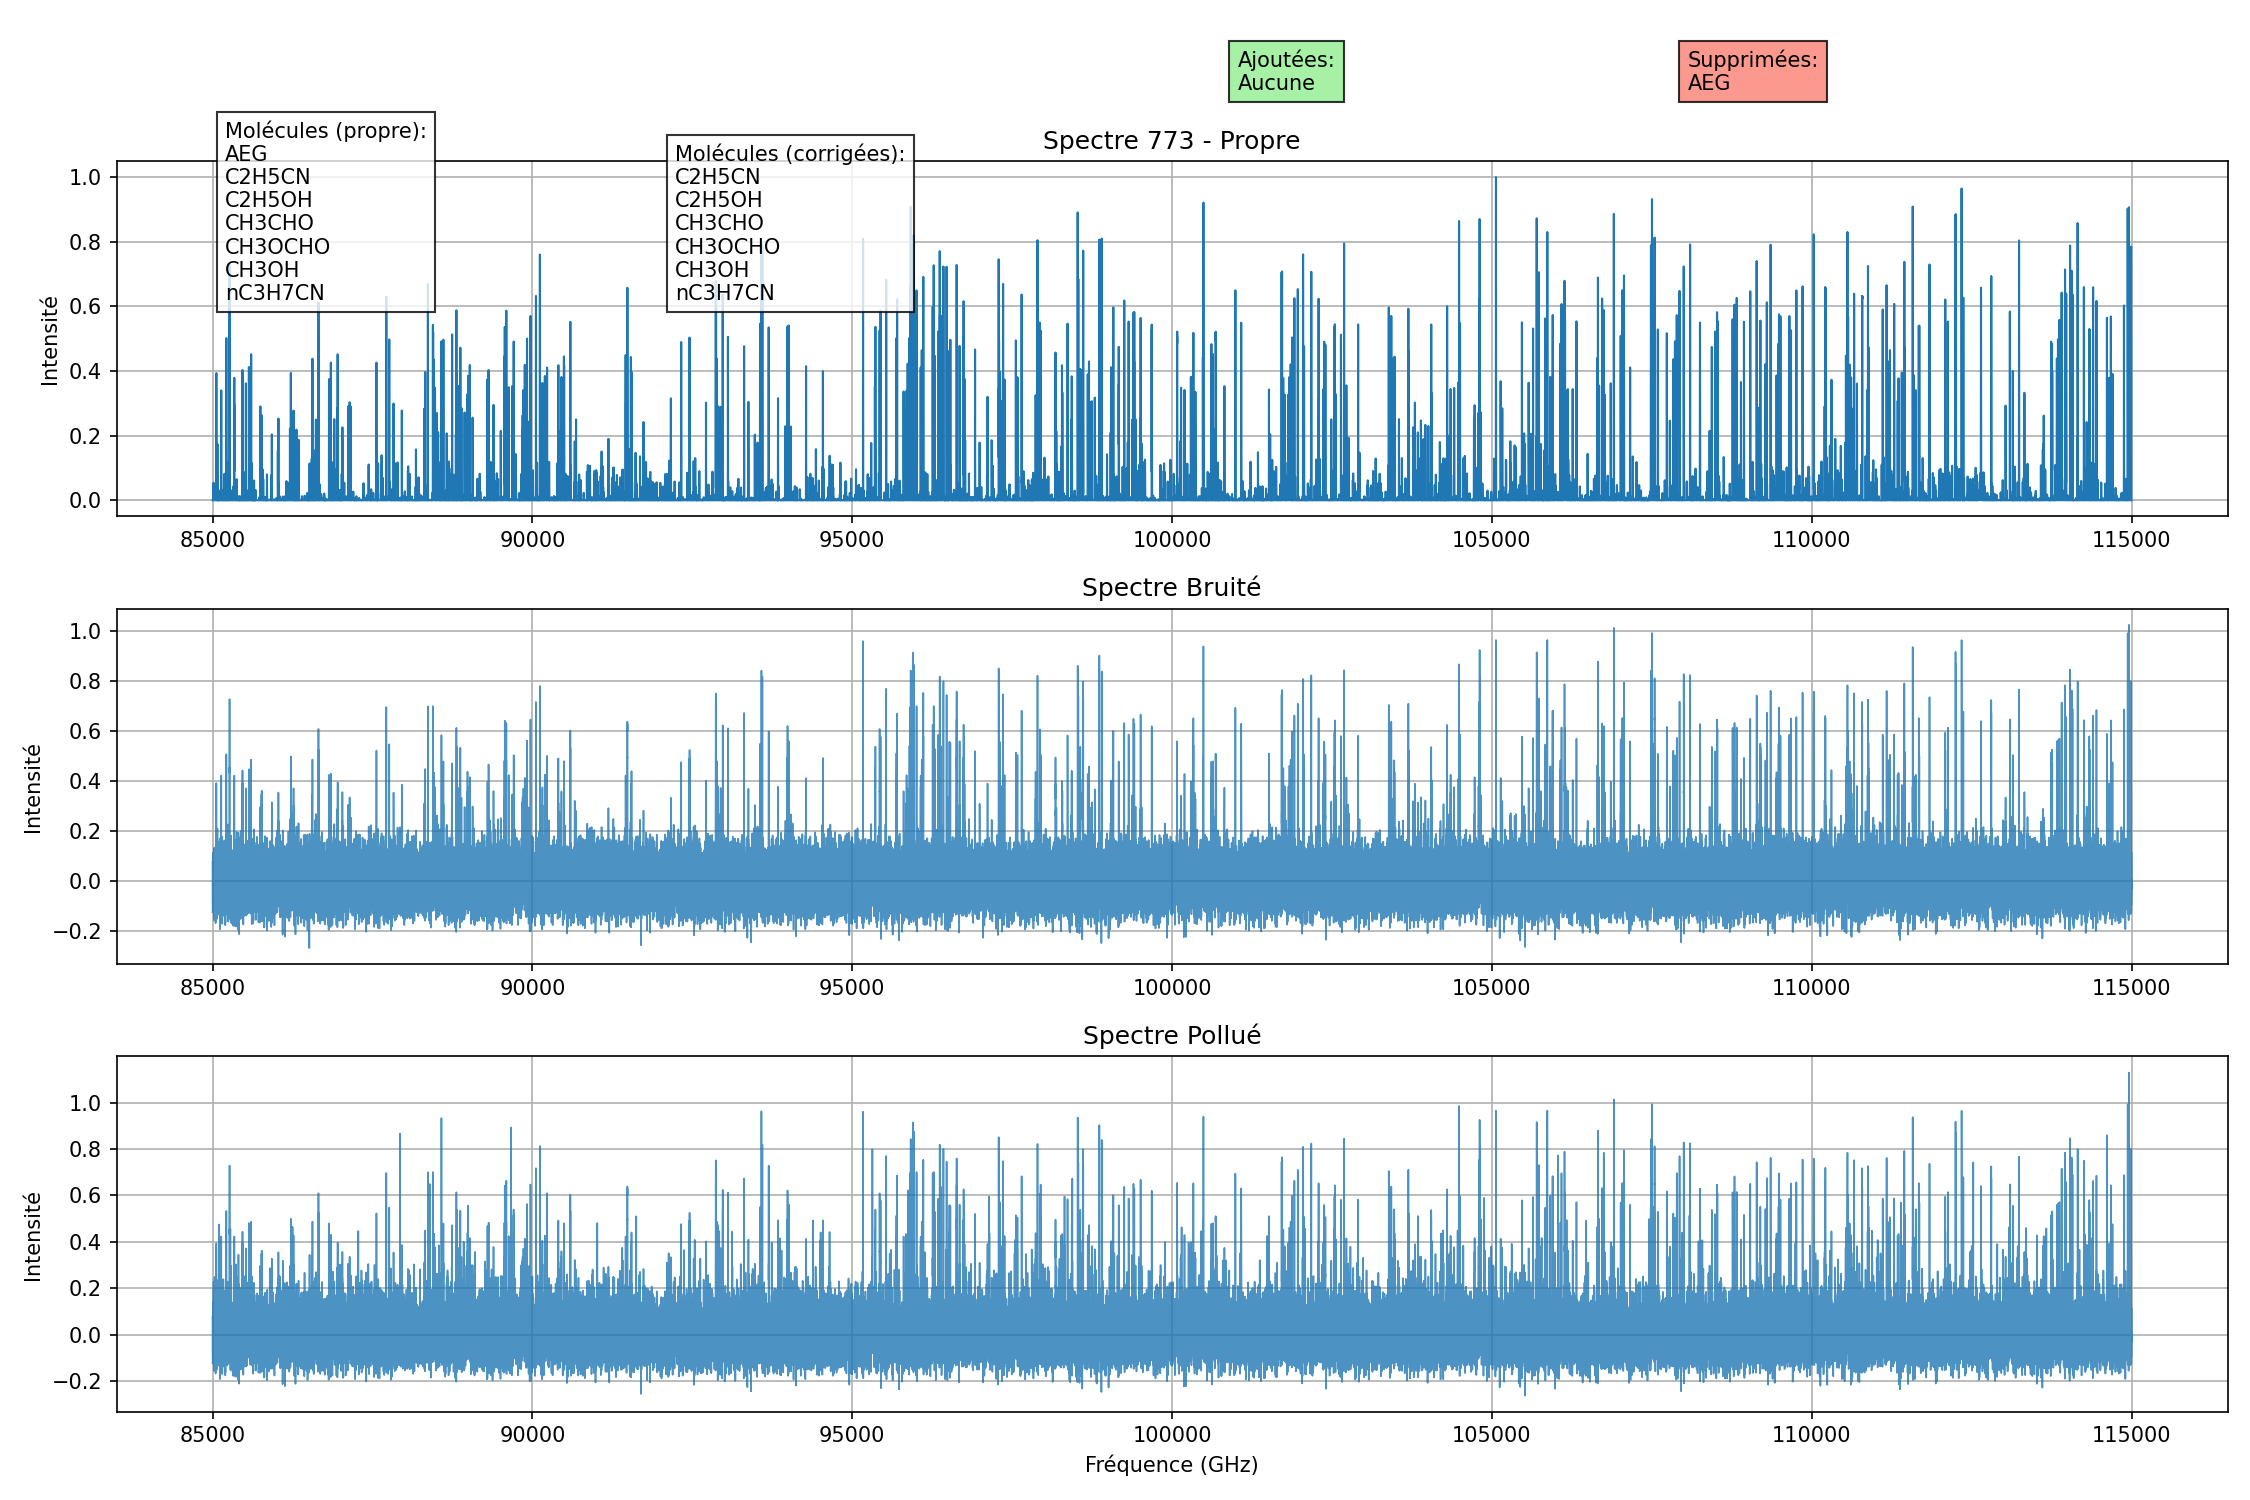 Ajoutées:
Aucune
Supprimées:
AEG
Molécules (propre):
AEG
C2H5CN
C2H5OH
CH3CHO
CH3OCHO
CH3OH
nC3H7CN
Molécules (corrigées):
C2H5CN
C2H5OH
CH3CHO
CH3OCHO
CH3OH
nC3H7CN
Spectre 773 - Propre
Intensité
1.0
0.8
0.6
0.4
0.2
0.0
85000 90000 95000 100000 105000 110000 115000
Spectre Bruité
Intensité
1.0
0.8
0.6
0.4
0.2
0.0
−0.2
85000 90000 95000 100000 105000 110000 115000
Spectre Pollué
Intensité
1.0
0.8
0.6
0.4
0.2
0.0
−0.2
85000 90000 95000 100000 105000 110000 115000
Fréquence (GHz)